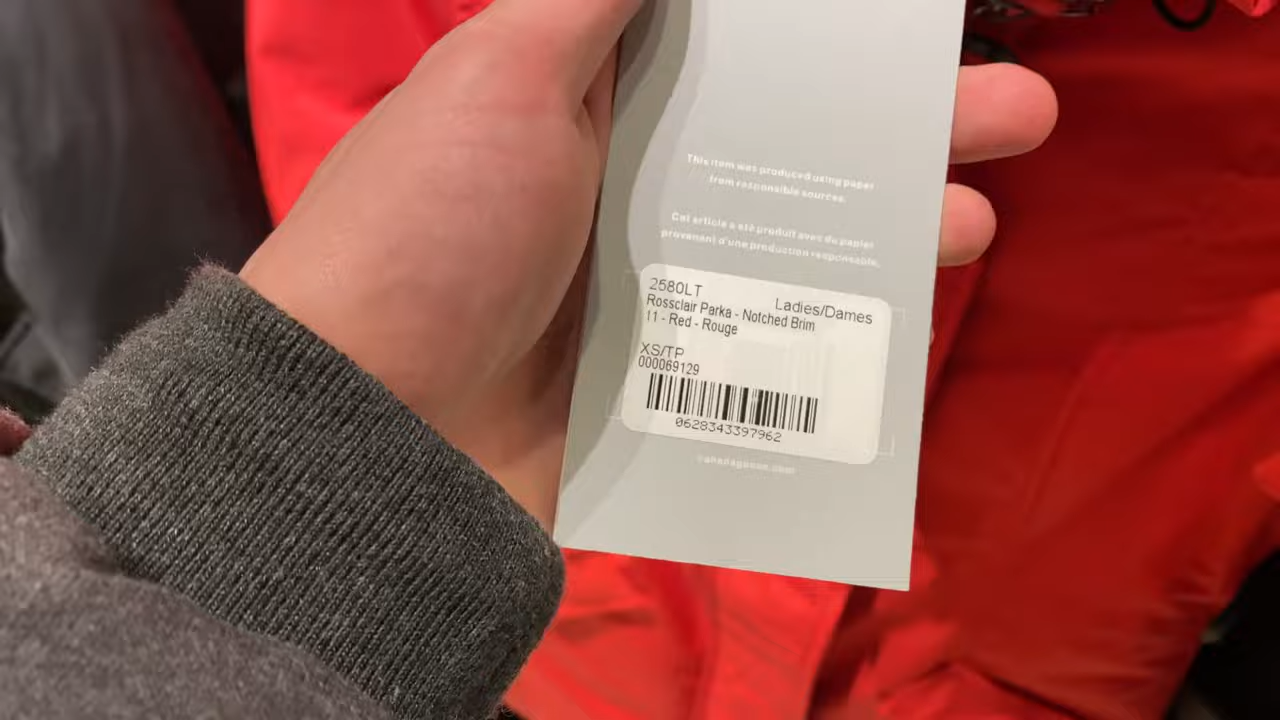 This item was produced using paper
from responsible sources.
Cet article a été produit avec du papier
provenant d'une production responsable.
2580LT
Ladies/Dames
Rossclair Parka - Notched Brim
11 - Red - Rouge
XS/TP
000069129
0628343397962
canadagoose.com